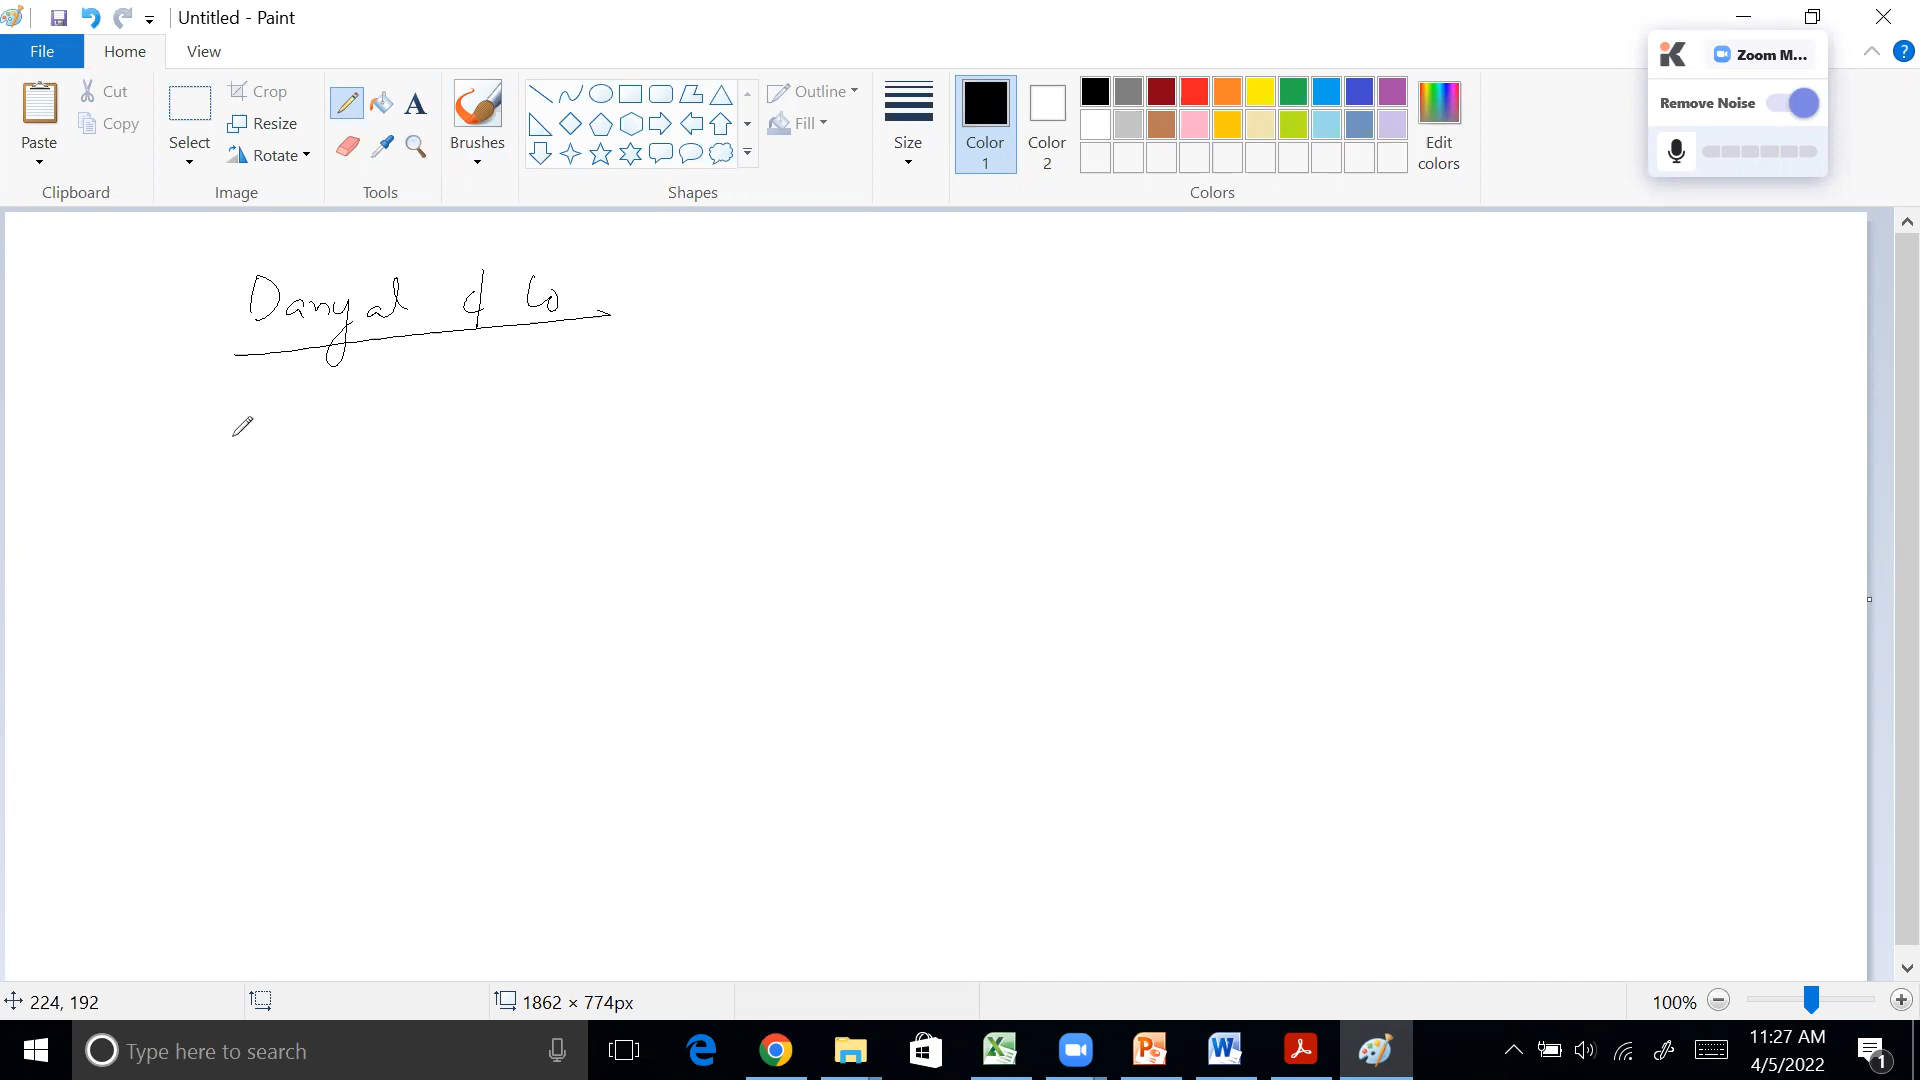 Untitled - Paint
File Home View
Zoom M...
Remove Noise
Paste Cut Copy Select Crop Resize Rotate Brushes Outline Fill Size Color 1 Color 2 Edit colors
Clipboard Image Tools Shapes Colors
Danyal & Co
224, 192 1862 × 774px 100%
Type here to search
11:27 AM
4/5/2022
1